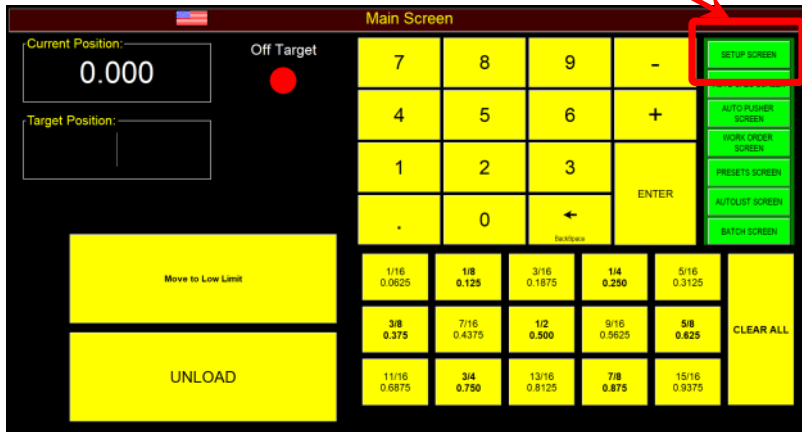 Main Screen
Current Position:
0.000
Off Target
Target Position:
7
8
9
-
4
5
6
+
1
2
3
ENTER
.
0
BackSpace
SETUP SCREEN
AUTO PUSHER
SCREEN
WORK ORDER
SCREEN
PRESETS SCREEN
AUTOLIST SCREEN
BATCH SCREEN
Move to Low Limit
UNLOAD
1/16
0.0625
1/8
0.125
3/16
0.1875
1/4
0.250
5/16
0.3125
3/8
0.375
7/16
0.4375
1/2
0.500
9/16
0.5625
5/8
0.625
11/16
0.6875
3/4
0.750
13/16
0.8125
7/8
0.875
15/16
0.9375
CLEAR ALL